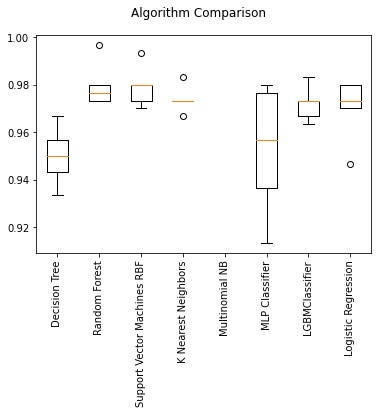 Algorithm Comparison
1.00
0.98
0.96
0.94
0.92
Decision Tree
Random Forest
Support Vector Machines RBF
K Nearest Neighbors
Multinomial NB
MLP Classifier
LGBMClassifier
Logistic Regression